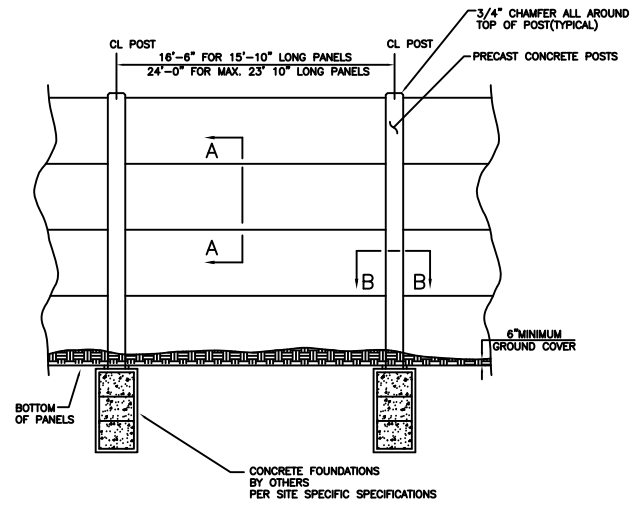 3/4" CHAMFER ALL AROUND
TOP OF POST(TYPICAL)
CL POST
CL POST
16'-6" FOR 15'-10" LONG PANELS
24'-0" FOR MAX. 23' 10" LONG PANELS
PRECAST CONCRETE POSTS
A
A
B
B
6"MINIMUM
GROUND COVER
BOTTOM
OF PANELS
CONCRETE FOUNDATIONS
BY OTHERS
PER SITE SPECIFIC SPECIFICATIONS